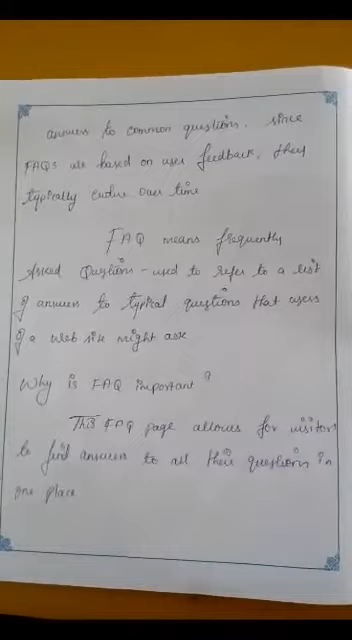 answers to common questions. since
FAQs are based on user feedback, they
typically evolve over time
FAQ means frequently
Asked Question - used to refer to a list
of answers to typical questions that users
of a web site might ask
Why is FAQ important?
This FAQ page allows for visitors
to find answers to all their questions in
one place